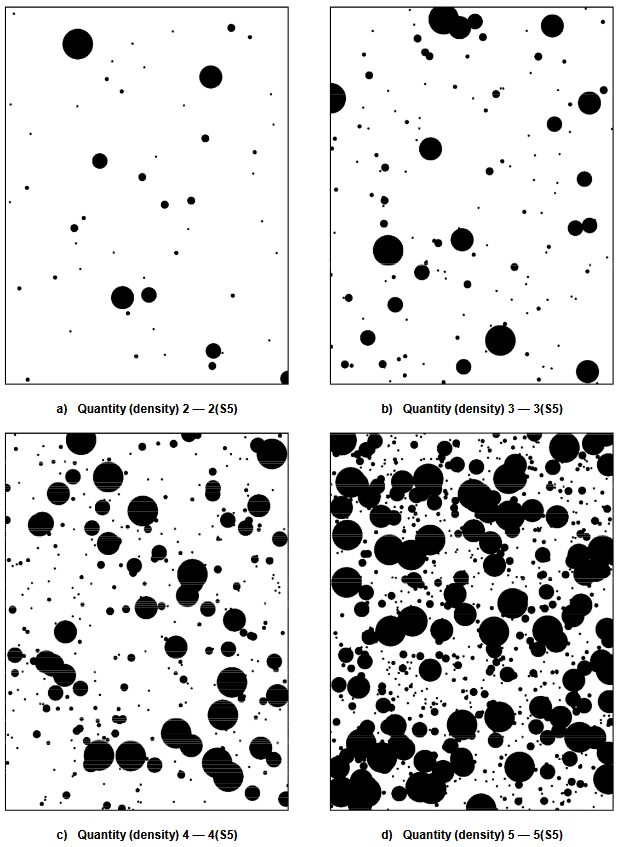 a) Quantity (density) 2 — 2(S5)
b) Quantity (density) 3 — 3(S5)
c) Quantity (density) 4 — 4(S5)
d) Quantity (density) 5 — 5(S5)